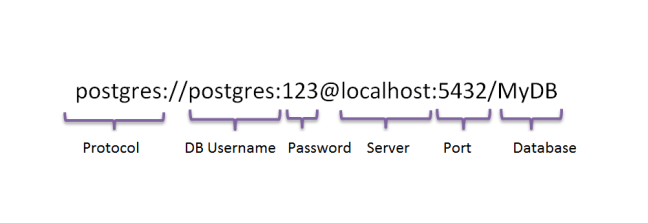 postgres://postgres:123@localhost:5432/MyDB
Protocol DB Username Password Server Port Database